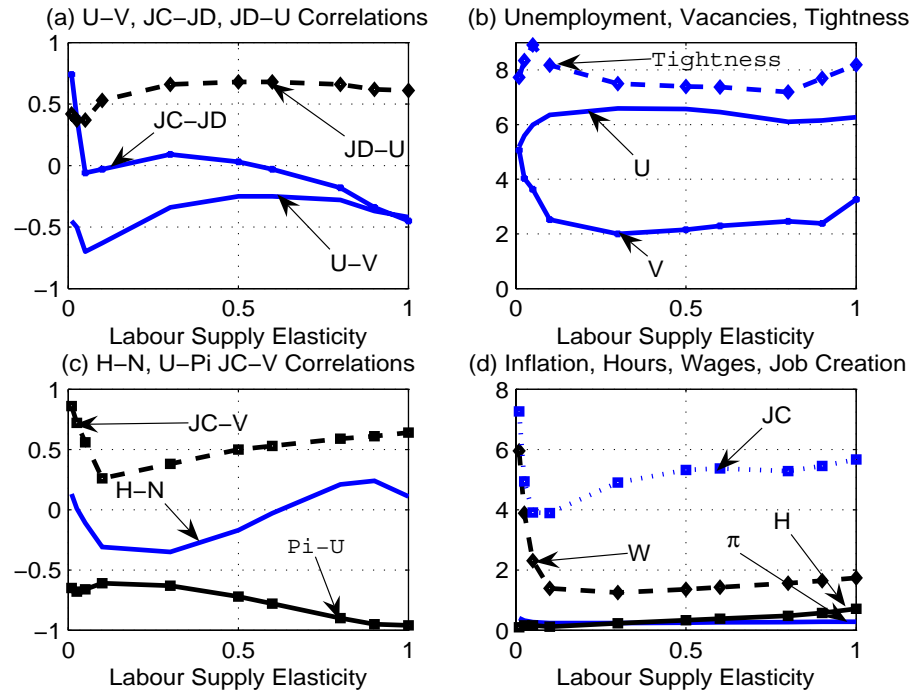 (a) U−V, JC−JD, JD−U Correlations
1
0.5
0
−0.5
−1
JC−JD
JD−U
U−V
0
0.5
1
Labour Supply Elasticity
(b) Unemployment, Vacancies, Tightness
8
6
4
2
0
Tightness
U
V
0
0.5
1
Labour Supply Elasticity
(c) H−N, U−Pi JC−V Correlations
1
0.5
0
−0.5
−1
JC−V
H−N
Pi−U
0
0.5
1
Labour Supply Elasticity
(d) Inflation, Hours, Wages, Job Creation
8
6
4
2
0
JC
W
π
H
0
0.5
1
Labour Supply Elasticity